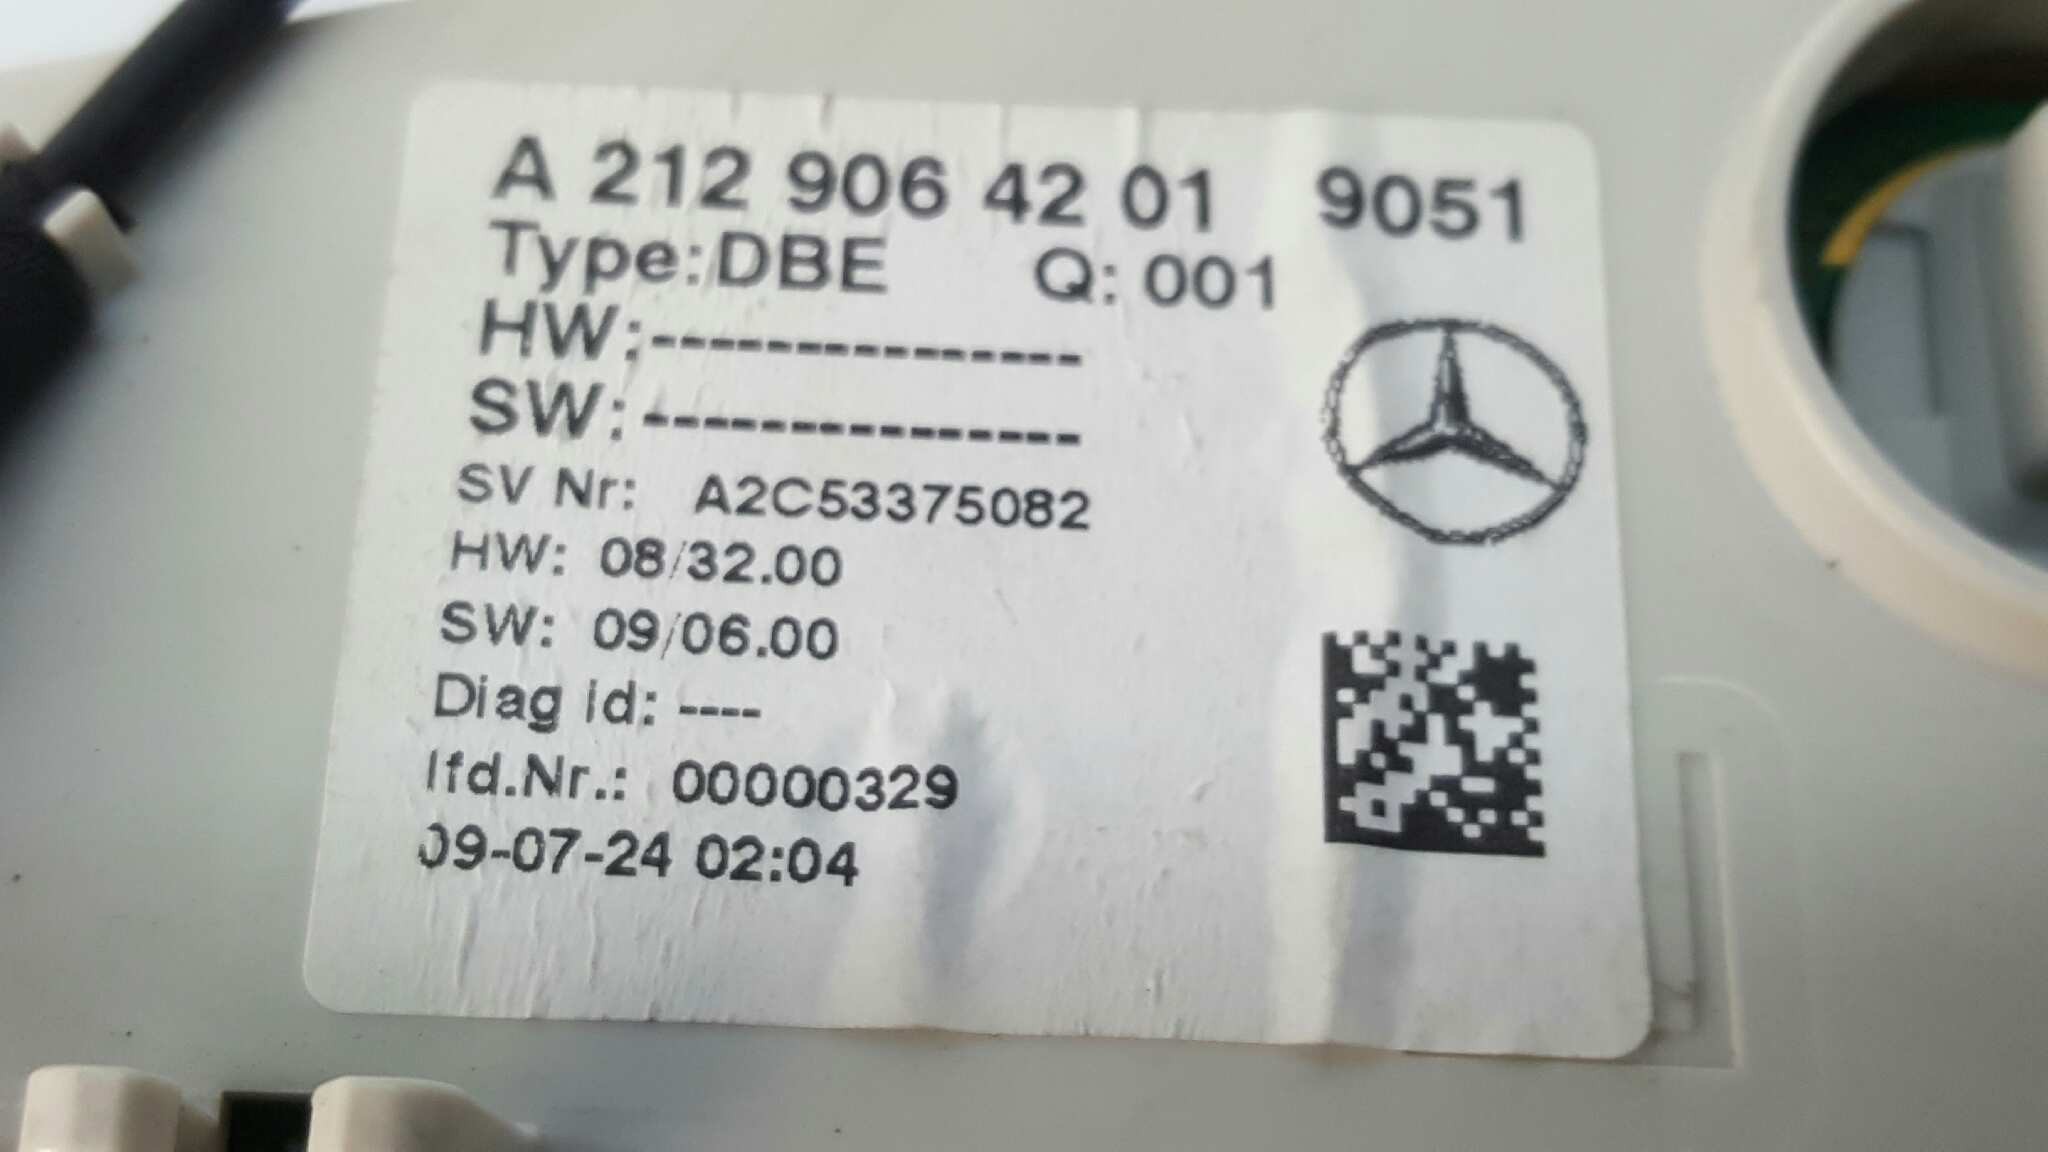 A 212 906 42 01 9051
Type: DBE Q: 001
HW: ---------------
SW: ---------------
SV Nr: A2C53375082
HW: 08/32.00
SW: 09/06.00
Diag id: ----
lfd.Nr.: 00000329
09-07-24 02:04